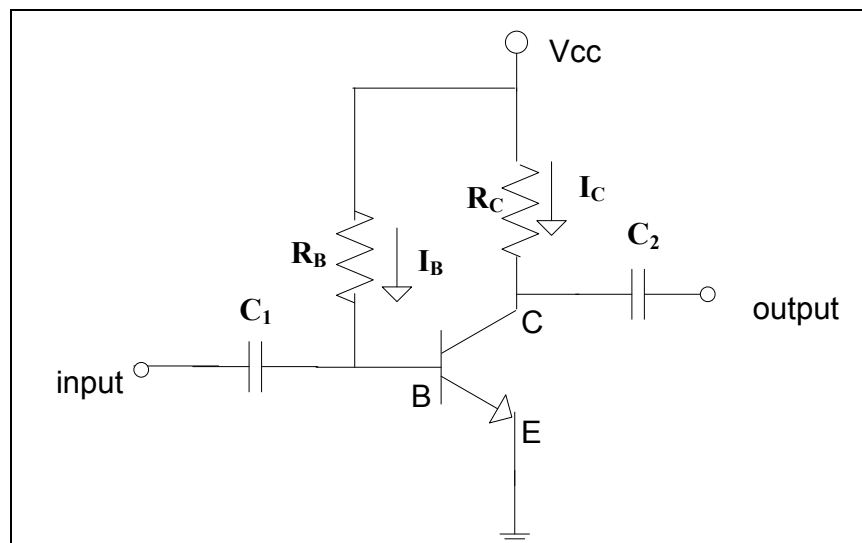 Vcc
R_C
I_C
R_B
I_B
C_2
C_1
C
output
input
B
E